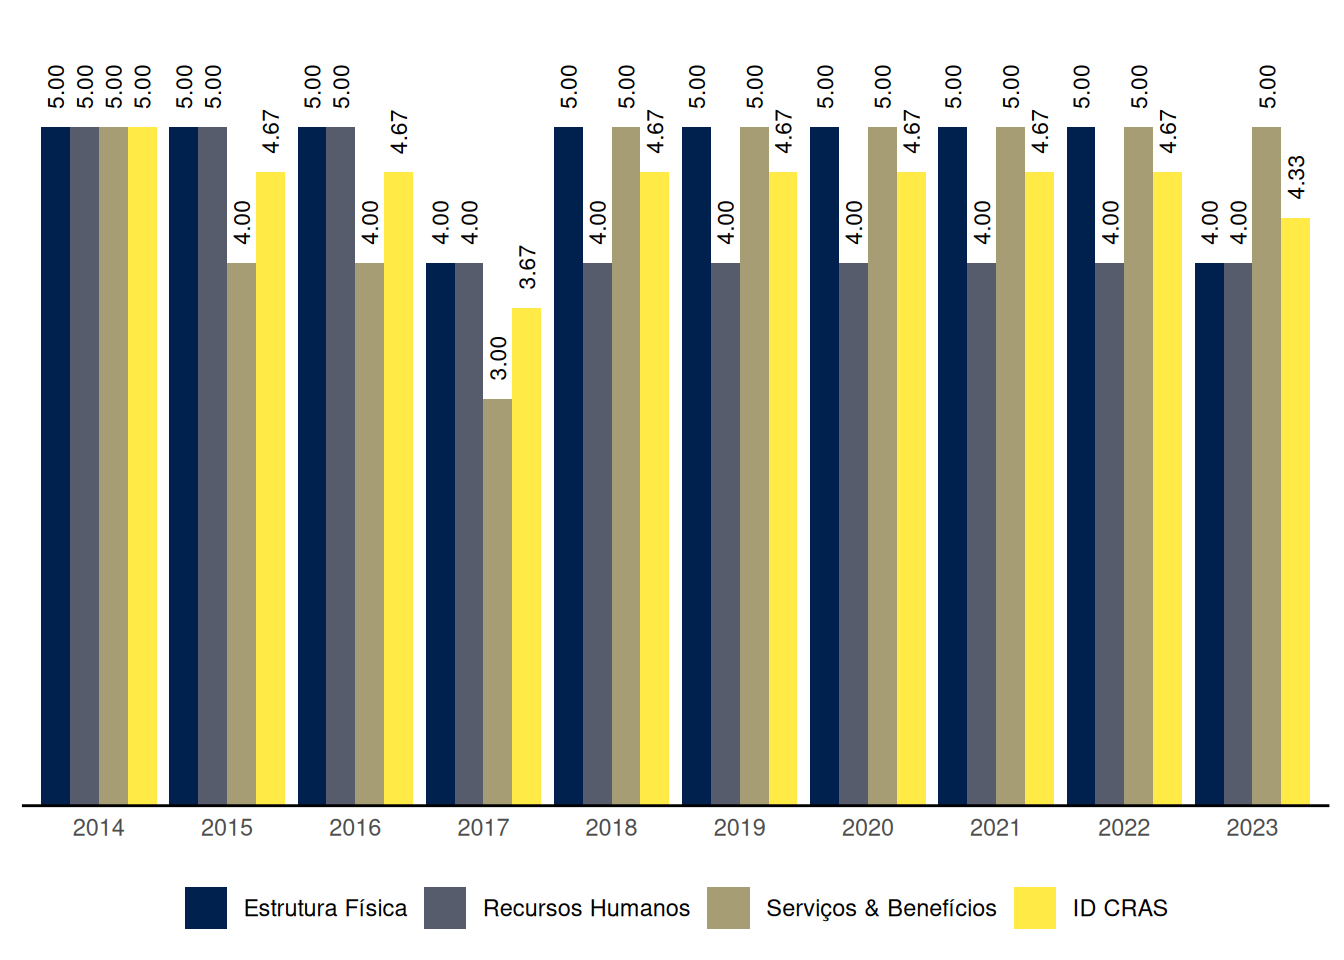 5.00 5.00 5.00 5.00 5.00 5.00 4.00 4.67 5.00 5.00 4.00 4.67 4.00 4.00 3.00 3.67 5.00 4.00 5.00 4.67 5.00 4.00 5.00 4.67 5.00 4.00 5.00 4.67 5.00 4.00 5.00 4.67 5.00 4.00 5.00 4.67 4.00 4.00 5.00 4.33
2014 2015 2016 2017 2018 2019 2020 2021 2022 2023
Estrutura Física Recursos Humanos Serviços & Benefícios ID CRAS